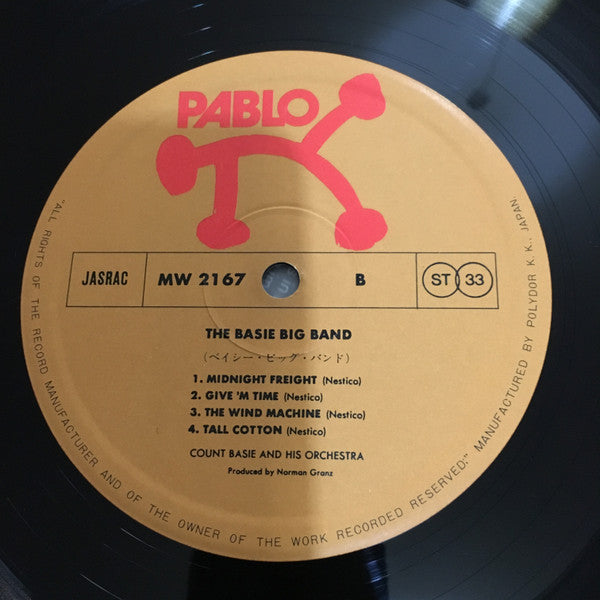 PABLO
JASRAC
MW 2167
B
ST 33
THE BASIE BIG BAND
(ベイシー・ビッグ・バンド)
1. MIDNIGHT FREIGHT (Nestico)
2. GIVE 'M TIME (Nestico)
3. THE WIND MACHINE (Nestico)
4. TALL COTTON (Nestico)
COUNT BASIE AND HIS ORCHESTRA
Produced by Norman Granz
"ALL RIGHTS OF THE RECORD MANUFACTURER AND OF THE OWNER OF THE WORK RECORDED RESERVED." MANUFACTURED BY POLYDOR K.K., JAPAN.